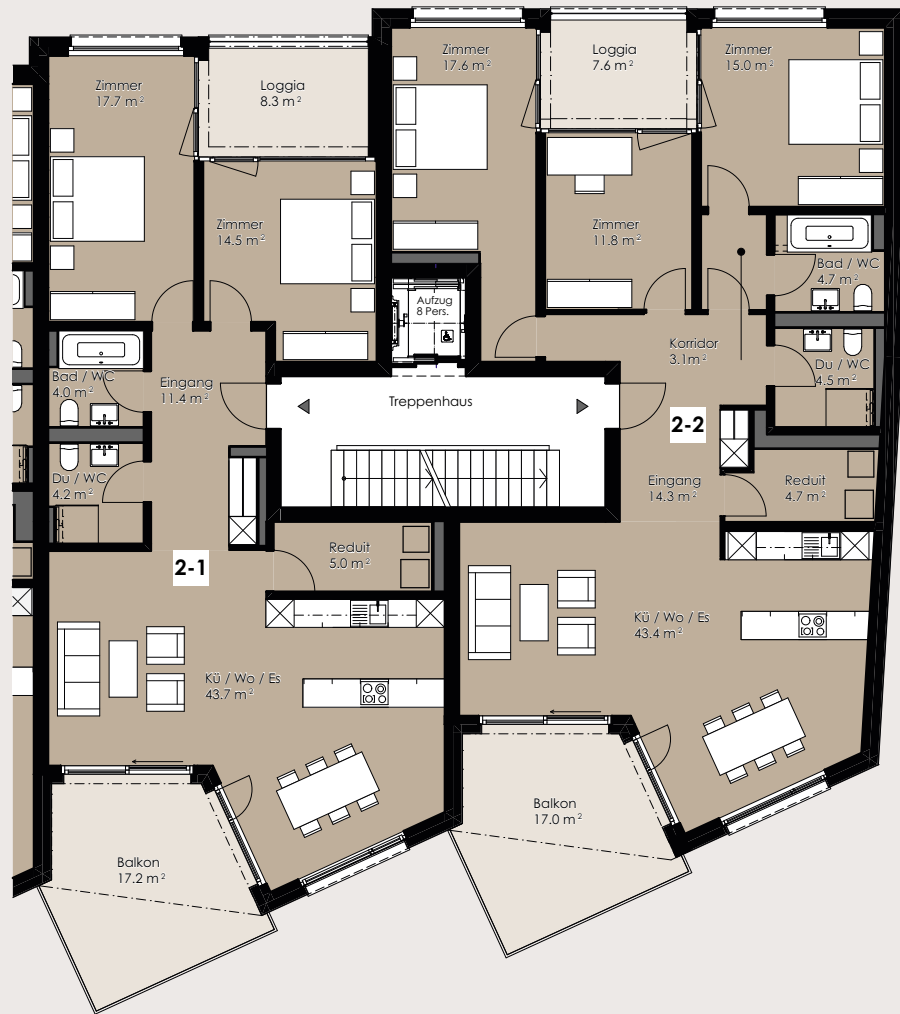 Zimmer
17.6 m²
Loggia
7.6 m²
Zimmer
15.0 m²
Zimmer
17.7 m²
Loggia
8.3 m²
Zimmer
14.5 m²
Zimmer
11.8 m²
Bad / WC
4.7 m²
Aufzug
8 Pers.
Korridor
3.1m²
Du / WC
4.5 m²
Bad / WC
4.0 m²
Eingang
11.4 m²
Treppenhaus
2-2
Du / WC
4.2 m²
Eingang
14.3 m²
Reduit
4.7 m²
2-1
Reduit
5.0 m²
Kü / Wo / Es
43.4 m²
Kü / Wo / Es
43.7 m²
Balkon
17.0 m²
Balkon
17.2 m²